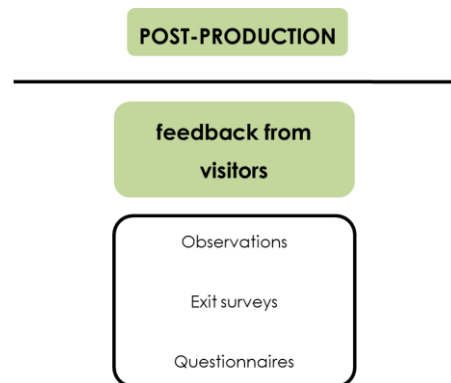 POST-PRODUCTION
feedback from
visitors
Observations
Exit surveys
Questionnaires